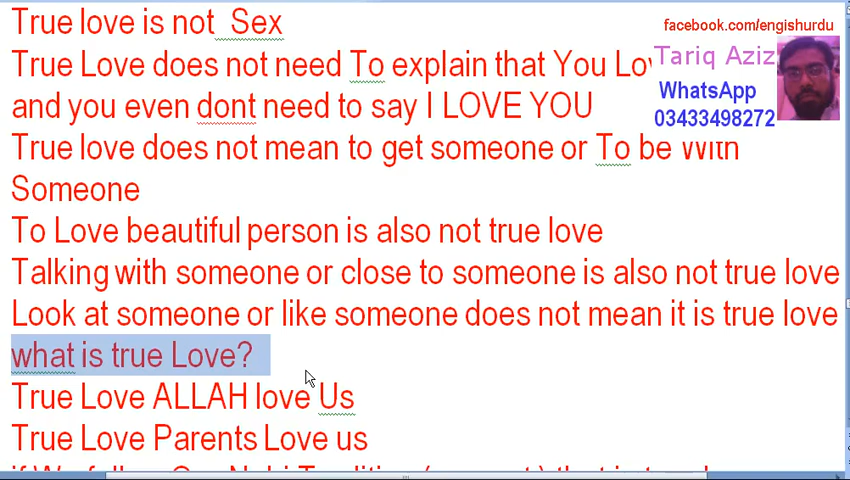 True love is not  Sex
facebook.com/engishurdu
True Love does not need To explain that You
Tariq Aziz
WhatsApp
03433498272
and you even dont need to say I LOVE YOU
True love does not mean to get someone or To be With
Someone
To Love beautiful person is also not true love
Talking with someone or close to someone is also not true love
Look at someone or like someone does not mean it is true love
what is true Love?
True Love ALLAH love Us
True Love Parents Love us